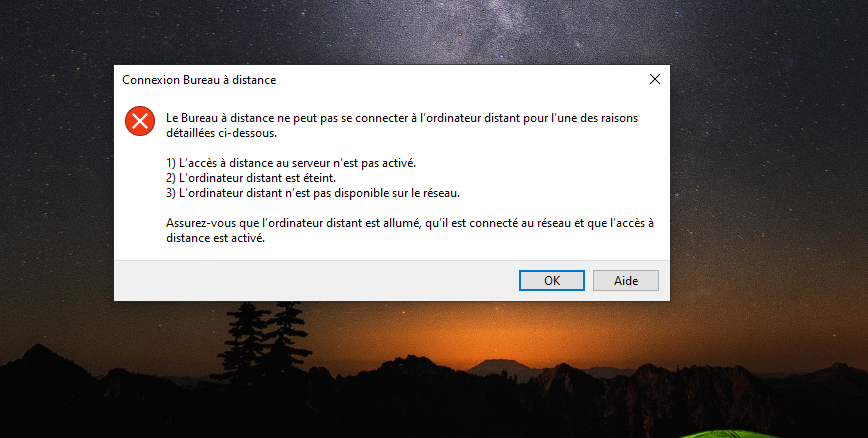 Connexion Bureau à distance
Le Bureau à distance ne peut pas se connecter à l'ordinateur distant pour l'une des raisons
détaillées ci-dessous.
1) L'accès à distance au serveur n'est pas activé.
2) L'ordinateur distant est éteint.
3) L'ordinateur distant n'est pas disponible sur le réseau.
Assurez-vous que l'ordinateur distant est allumé, qu'il est connecté au réseau et que l'accès à
distance est activé.
OK
Aide